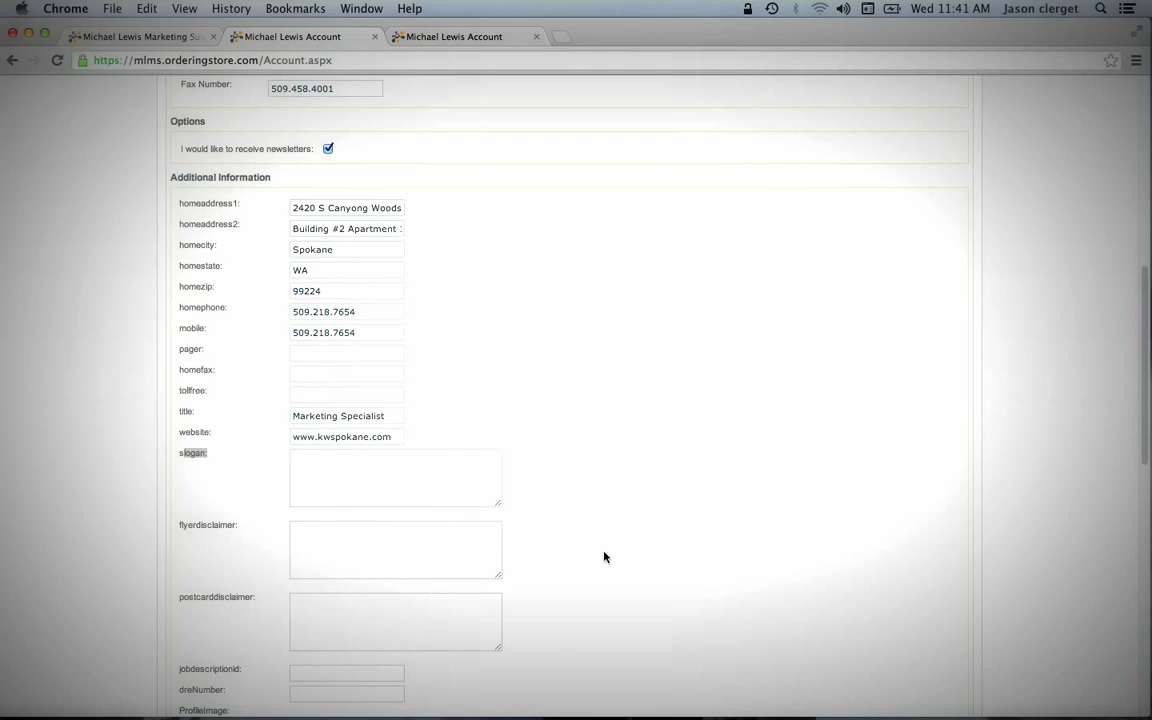 Chrome File Edit View History Bookmarks Window Help Wed 11:41 AM Jason clerget
Michael Lewis Marketing Su Michael Lewis Account Michael Lewis Account
https://mlms.orderingstore.com/Account.aspx
Fax Number: 509.458.4001
Options
I would like to receive newsletters:
Additional Information
homeaddress1: 2420 S Canyong Woods
homeaddress2: Building #2 Apartment
homecity: Spokane
homestate: WA
homezip: 99224
homephone: 509.218.7654
mobile: 509.218.7654
pager:
homefax:
tollfree:
title: Marketing Specialist
website: www.kwspokane.com
slogan:
flyerdisclaimer:
postcarddisclaimer:
jobdescriptionid:
dreNumber:
ProfileImage: